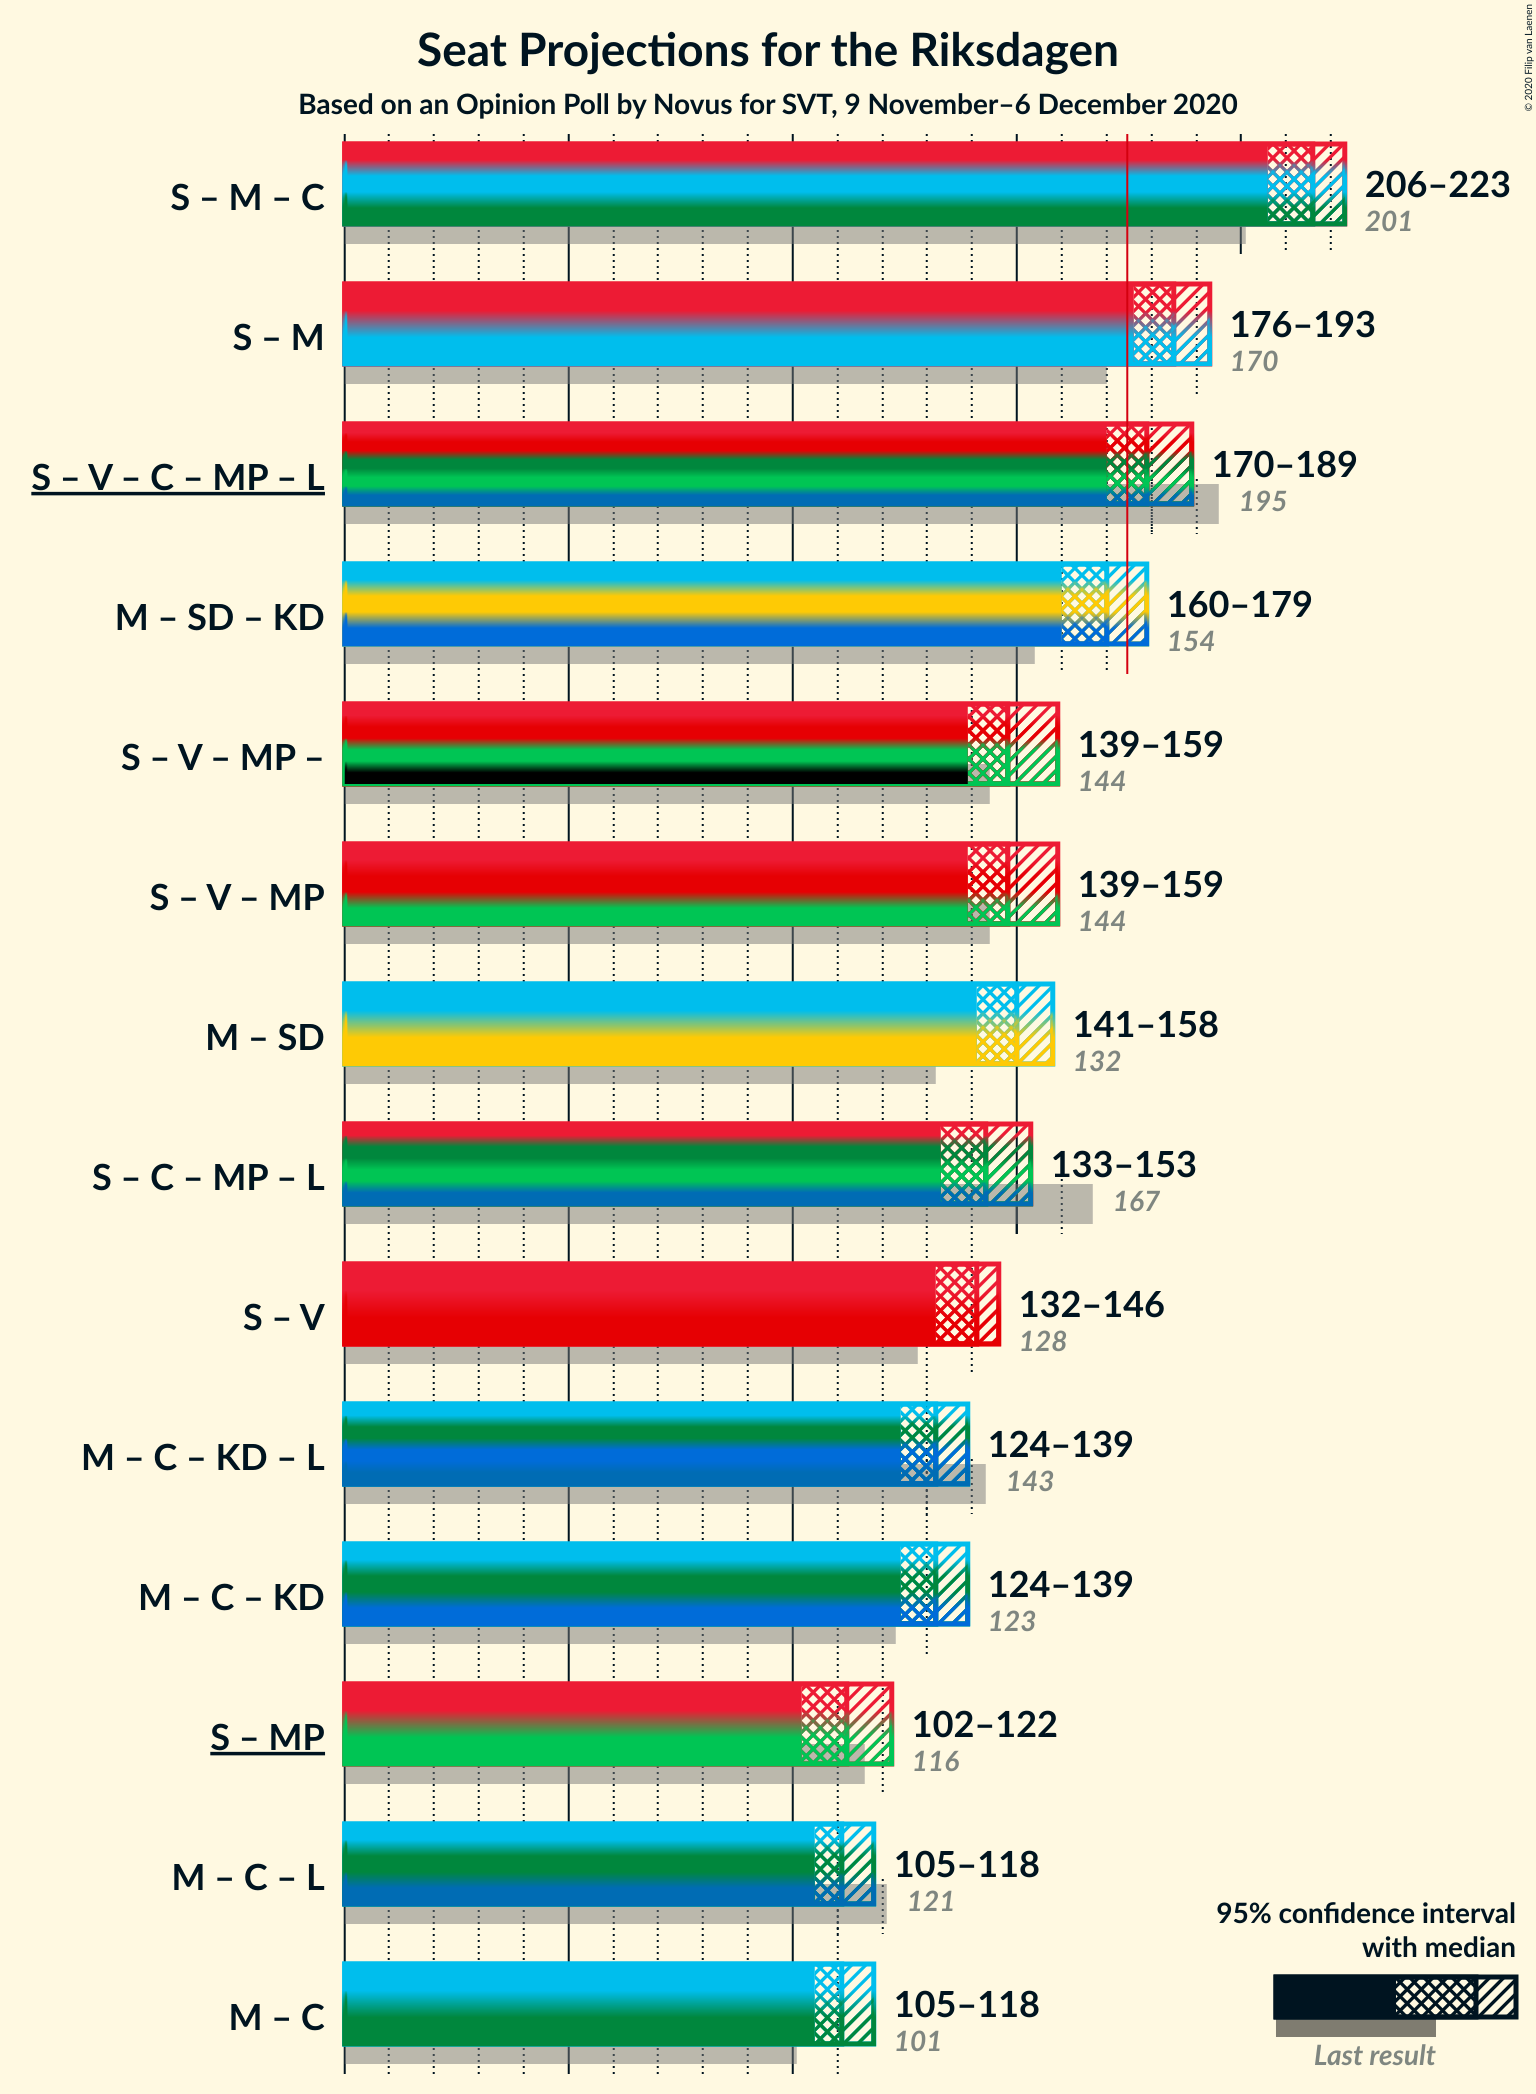 Seat Projections for the Riksdagen
Based on an Opinion Poll by Novus for SVT, 9 November–6 December 2020
© 2020 Filip van Laenen
S – M – C
206–223
201
S – M
176–193
170
S – V – C – MP – L
170–189
195
M – SD – KD
160–179
154
S – V – MP –
139–159
144
S – V – MP
139–159
144
M – SD
141–158
132
S – C – MP – L
133–153
167
S – V
132–146
128
M – C – KD – L
124–139
143
M – C – KD
124–139
123
S – MP
102–122
116
M – C – L
105–118
121
M – C
105–118
101
95% confidence interval
with median
Last result